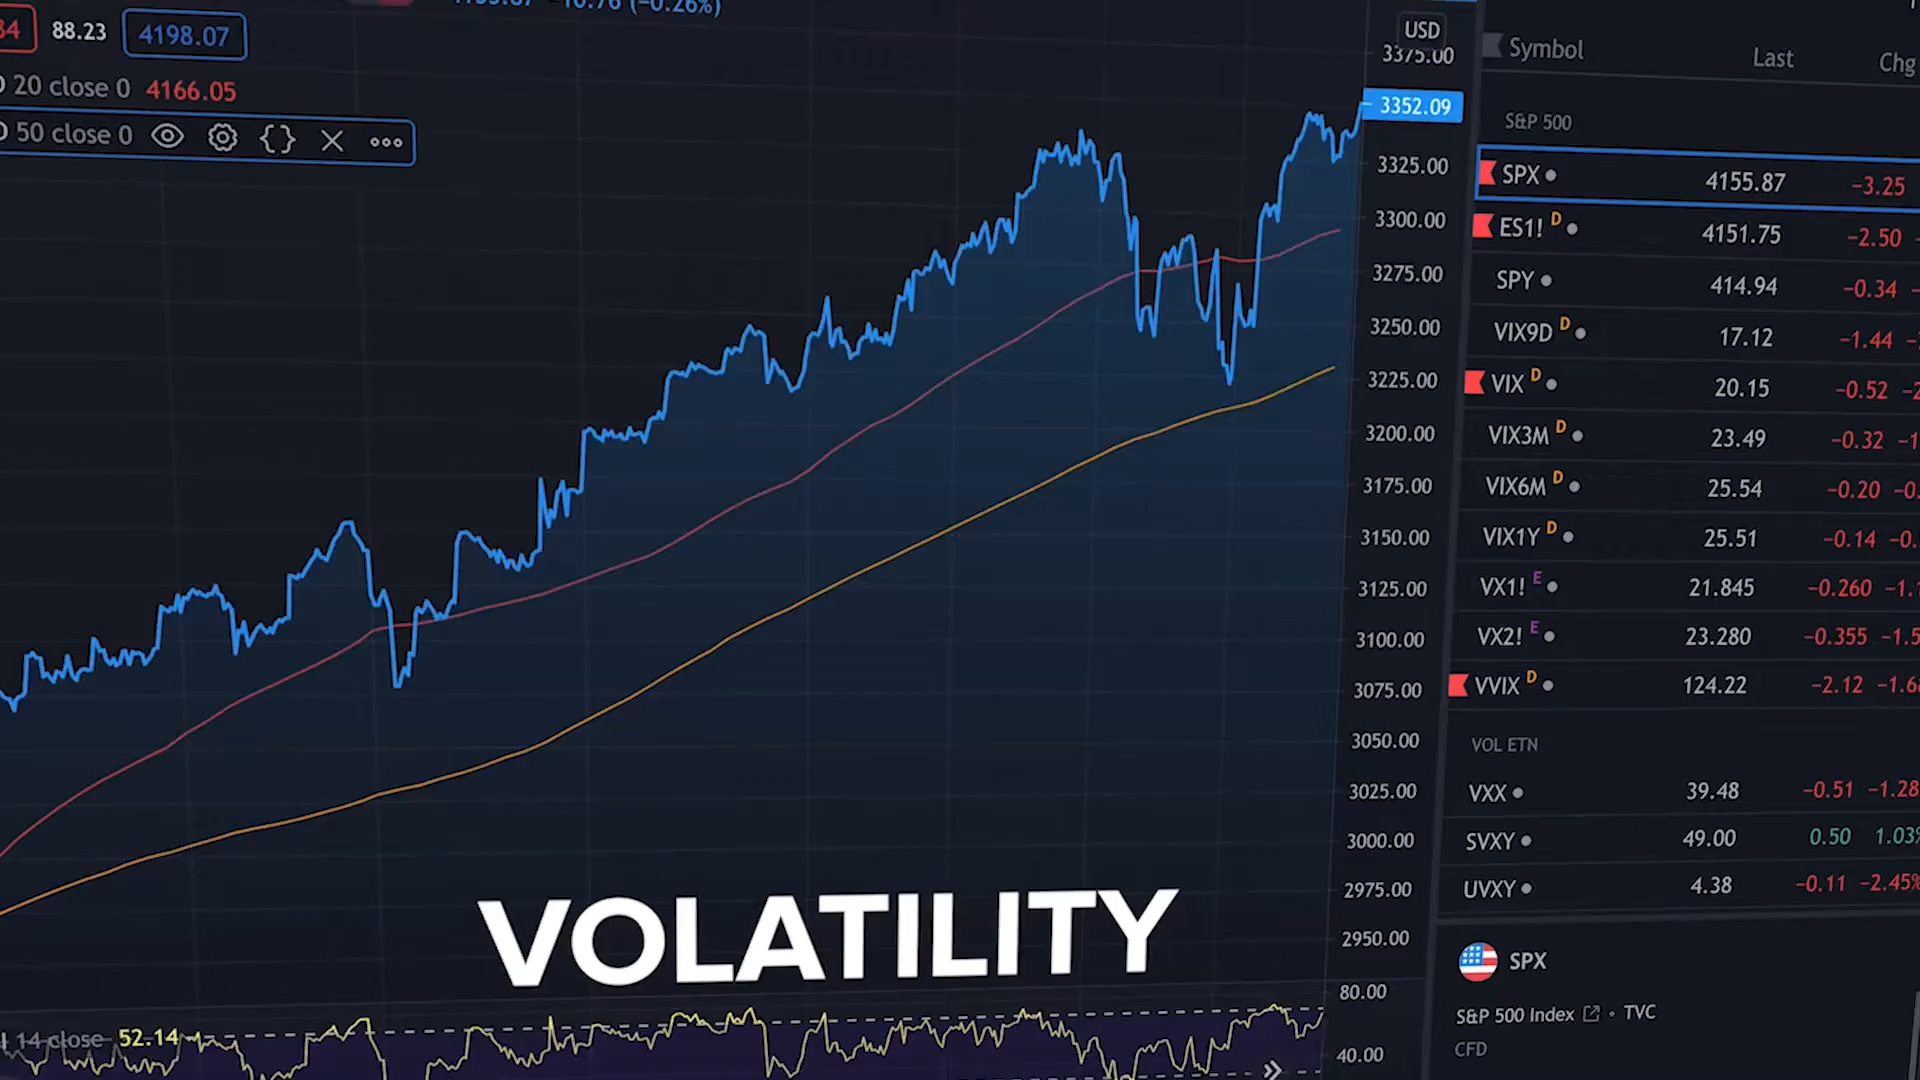 (−0.26%)
88.23 4198.07
20 close 0 4166.05
50 close 0
USD
3375.00
3352.09
3325.00
3300.00
3275.00
3250.00
3225.00
3200.00
3175.00
3150.00
3125.00
3100.00
3075.00
3050.00
3025.00
3000.00
2975.00
2950.00
80.00
40.00
Symbol Last Chg
S&P 500
SPX 4155.87 −3.25
ES1! D 4151.75 −2.50
SPY 414.94 −0.34
VIX9D D 17.12 −1.44
VIX D 20.15 −0.52
VIX3M D 23.49 −0.32
VIX6M D 25.54 −0.20
VIX1Y D 25.51 −0.14
VX1! E 21.845 −0.260
VX2! E 23.280 −0.355
VVIX D 124.22 −2.12
VOL ETN
VXX 39.48 −0.51 −1.28
SVXY 49.00 0.50 1.03%
UVXY 4.38 −0.11 −2.45%
SPX
S&P 500 Index • TVC
CFD
VOLATILITY
14 close 52.14